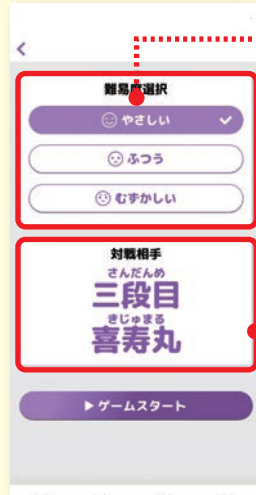 難易度選択
やさしい
ふつう
むずかしい
対戦相手
さんだんめ
三段目
きじゅまる
喜寿丸
▶ゲームスタート